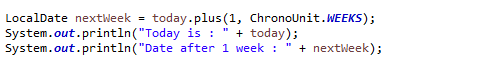 LocalDate nextWeek = today.plus(1, ChronoUnit.WEEKS);
System.out.println("Today is : " + today);
System.out.println("Date after 1 week : " + nextWeek);